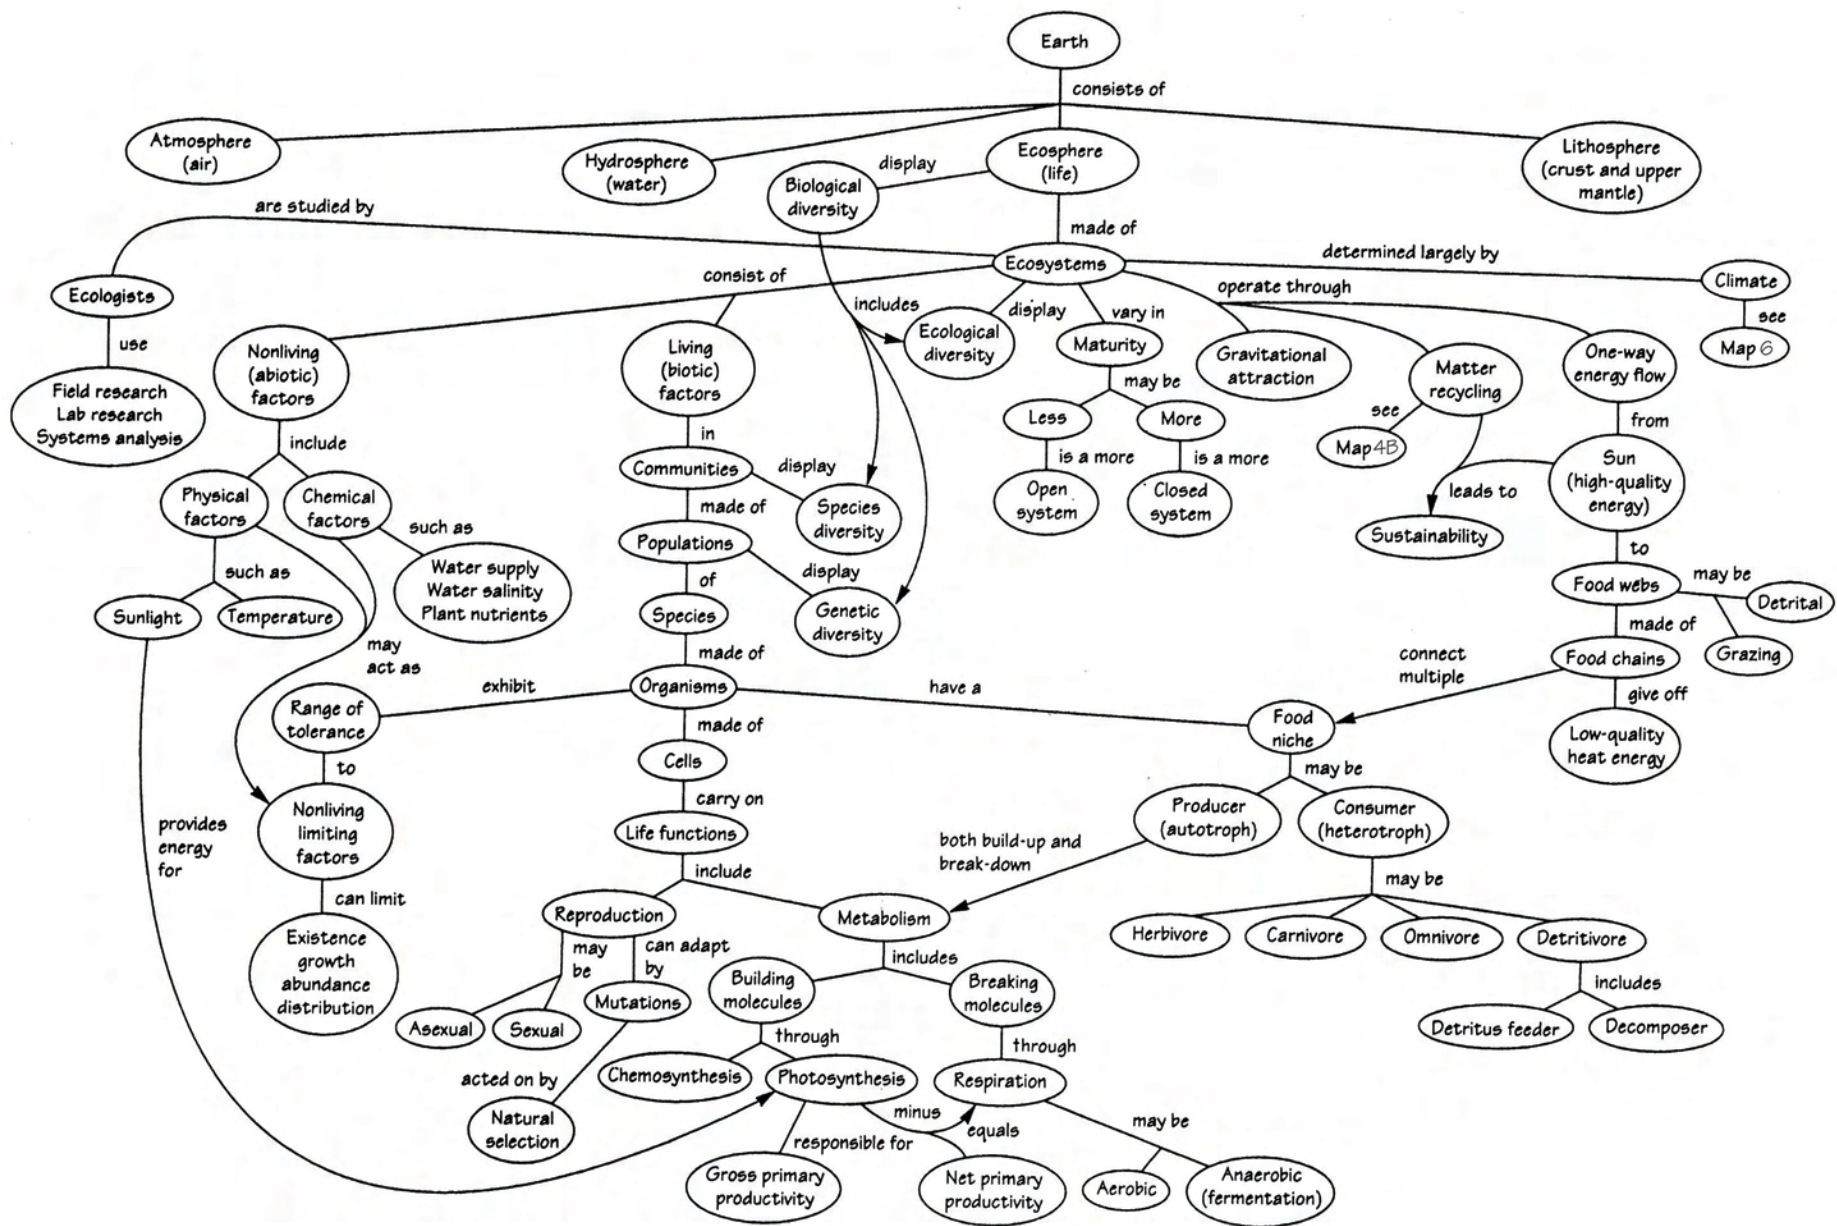 Earth
consists of
Atmosphere
(air)
Hydrosphere
(water)
Ecosphere
(life)
Lithosphere
(crust and upper
mantle)
display
Biological
diversity
are studied by
made of
Ecosystems
determined largely by
Climate
see
Map 6
consist of
operate through
Ecologists
use
Field research
Lab research
Systems analysis
includes
display
vary in
Ecological
diversity
Maturity
Gravitational
attraction
Matter
recycling
One-way
energy flow
Nonliving
(abiotic)
factors
Living
(biotic)
factors
may be
Less
More
is a more
is a more
Open
system
Closed
system
see
Map 4B
from
Sun
(high-quality
energy)
leads to
Sustainability
include
Physical
factors
Chemical
factors
such as
Water supply
Water salinity
Plant nutrients
such as
Sunlight
Temperature
may
act as
in
Communities
display
Species
diversity
made of
Populations
display
Genetic
diversity
of
Species
made of
Organisms
exhibit
have a
to
Food webs
may be
Detrital
Grazing
made of
Food chains
connect
multiple
give off
Low-quality
heat energy
Range of
tolerance
to
Nonliving
limiting
factors
can limit
Existence
growth
abundance
distribution
provides
energy
for
made of
Cells
carry on
Life functions
include
Food
niche
may be
Producer
(autotroph)
Consumer
(heterotroph)
both build-up and
break-down
may be
Herbivore
Carnivore
Omnivore
Detritivore
includes
Detritus feeder
Decomposer
Reproduction
Metabolism
may
be
can adapt
by
Asexual
Sexual
Mutations
acted on by
Natural
selection
includes
Building
molecules
Breaking
molecules
through
through
Chemosynthesis
Photosynthesis
Respiration
minus
equals
responsible for
may be
Gross primary
productivity
Net primary
productivity
Aerobic
Anaerobic
(fermentation)